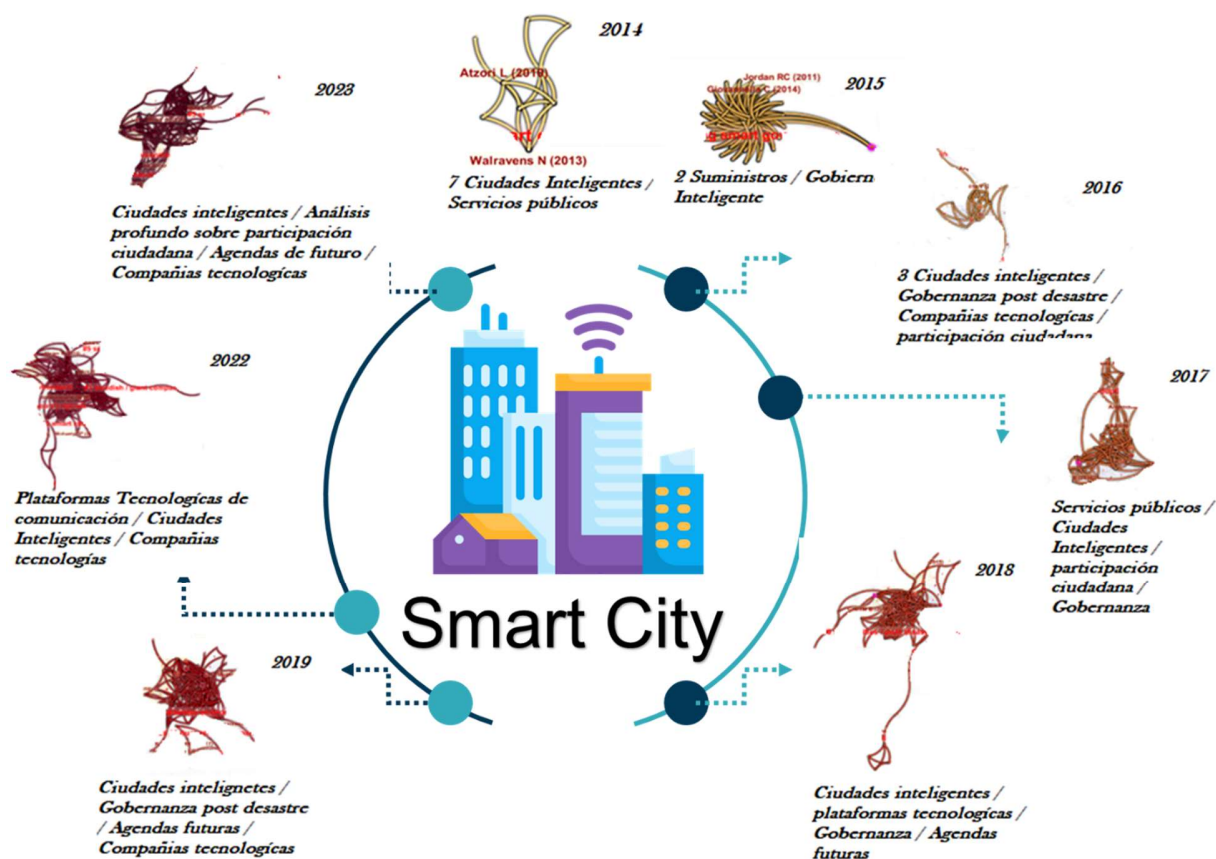 2014
Atzori L (2010)
Walravens N (2013)
7 Ciudades Inteligentes /
Servicios públicos
2015
Jordan RC (2011)
C (2014)
2 Suministros / Gobiern
Inteligente
2016
3 Ciudades inteligentes /
Gobernanza post desastre /
Compañias tecnologícas /
participación ciudadana
2017
Servicios públicos /
Ciudades
Inteligentes /
participación
ciudadana /
Gobernanza
2018
Ciudades inteligentes /
plataformas tecnologícas /
Gobernanza / Agendas
futuras
2019
Ciudades intelignetes /
Gobernanza post desastre
/ Agendas futuras /
Compañias tecnologícas
2022
Plataformas Tecnologícas de
comunicación / Ciudades
Inteligentes / Compañias
tecnologías
2023
Ciudades inteligentes / Análisis
profundo sobre participación
ciudadana / Agendas de futuro /
Compañias tecnologícas
Smart City